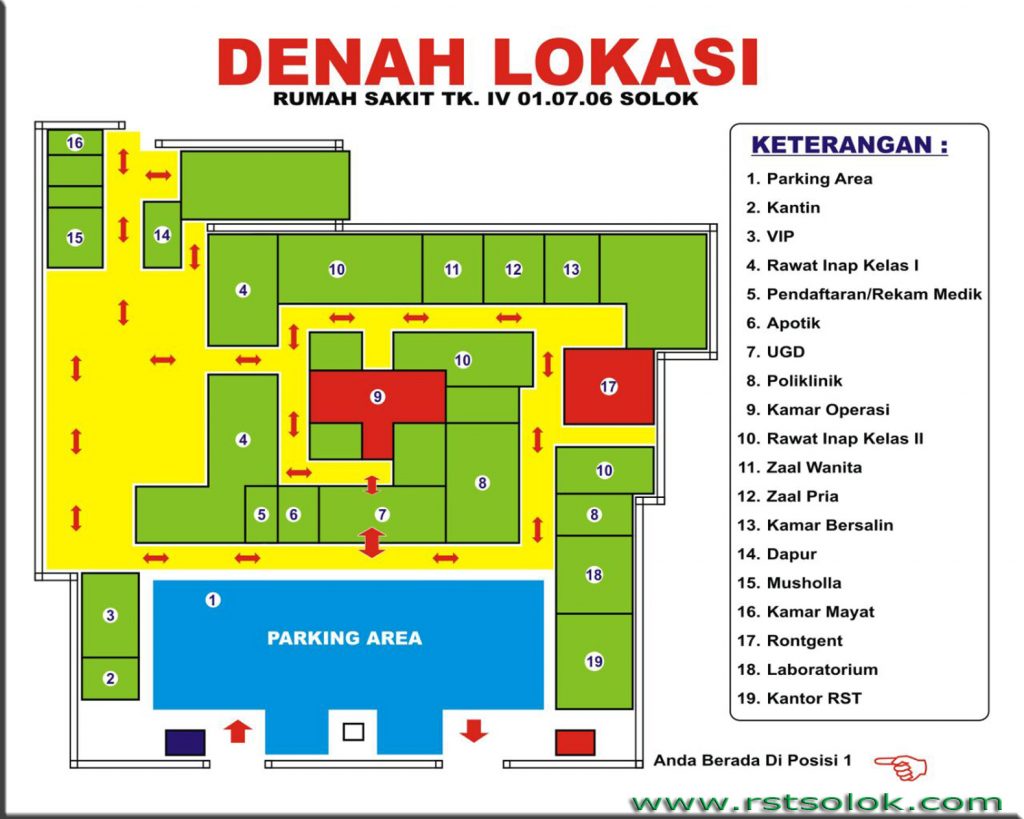 DENAH LOKASI
RUMAH SAKIT TK. IV 01.07.06 SOLOK
16
15
14
4
10
11
12
13
10
9
17
4
8
10
5
6
7
8
18
3
2
1
PARKING AREA
19
KETERANGAN :
1. Parking Area
2. Kantin
3. VIP
4. Rawat Inap Kelas I
5. Pendaftaran/Rekam Medik
6. Apotik
7. UGD
8. Poliklinik
9. Kamar Operasi
10. Rawat Inap Kelas II
11. Zaal Wanita
12. Zaal Pria
13. Kamar Bersalin
14. Dapur
15. Musholla
16. Kamar Mayat
17. Rontgent
18. Laboratorium
19. Kantor RST
Anda Berada Di Posisi 1
www.rstsolok.com